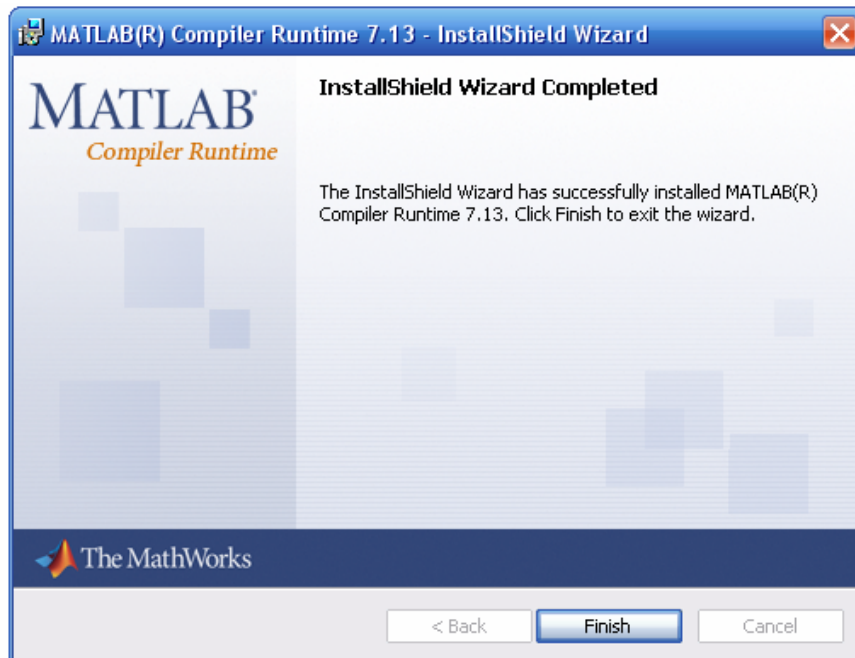 MATLAB(R) Compiler Runtime 7.13 - InstallShield Wizard
MATLAB®
Compiler Runtime
InstallShield Wizard Completed
The InstallShield Wizard has successfully installed MATLAB(R)
Compiler Runtime 7.13. Click Finish to exit the wizard.
The MathWorks
< Back
Finish
Cancel